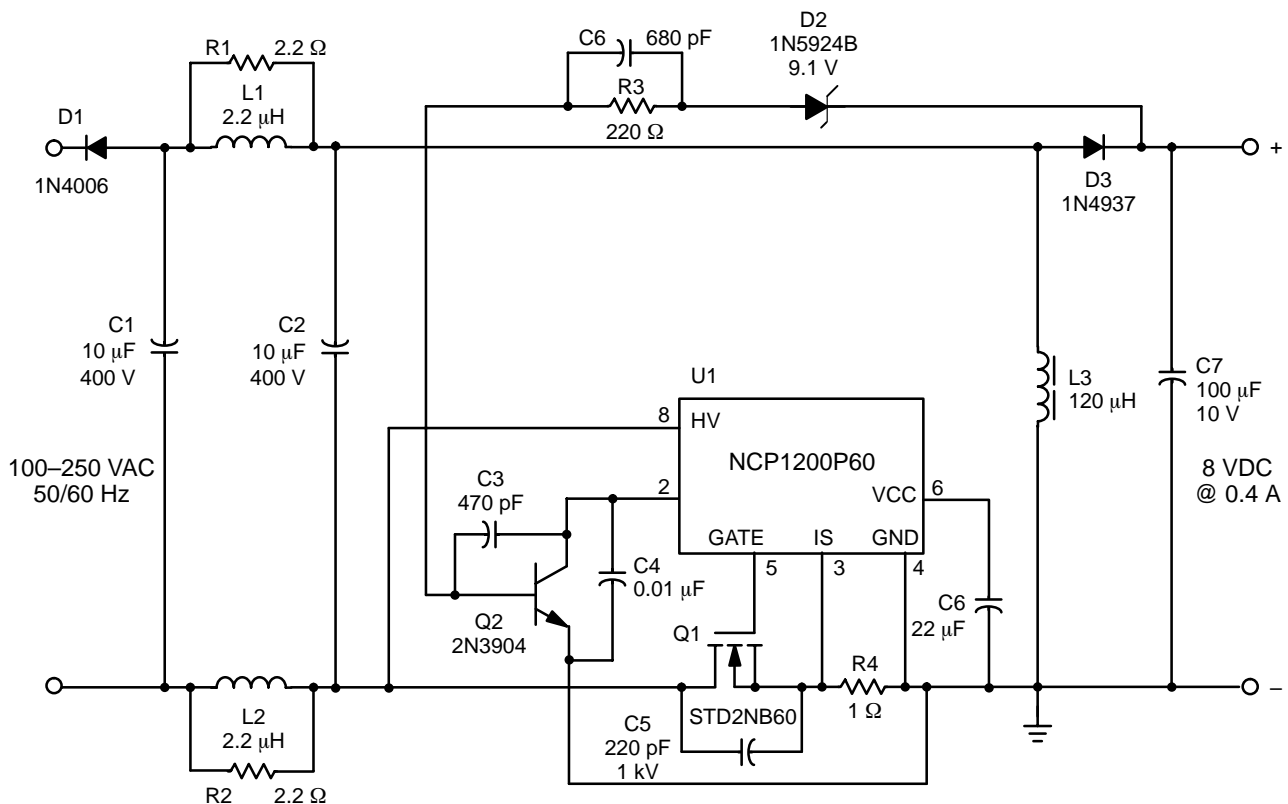 D2
C6
680 pF
1N5924B
9.1 V
R1
2.2 Ω
R3
220 Ω
L1
2.2 μH
D1
1N4006
D3
1N4937
+
C1
10 μF
400 V
C2
10 μF
400 V
U1
8
HV
NCP1200P60
2
VCC
6
GATE
IS
GND
5
3
4
L3
120 μH
C7
100 μF
10 V
100–250 VAC
50/60 Hz
8 VDC
@ 0.4 A
C3
470 pF
C4
0.01 μF
C6
22 μF
Q2
2N3904
Q1
R4
1 Ω
STD2NB60
C5
220 pF
1 kV
–
L2
2.2 μH
R2
2.2 Ω